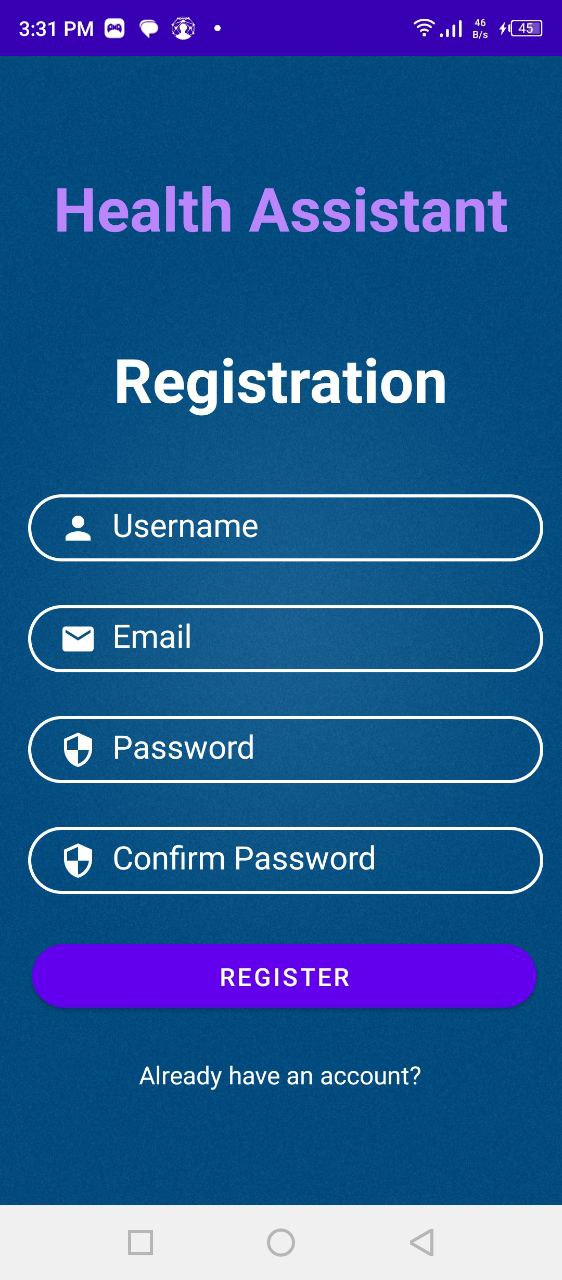 3:31 PM
46
B/s
45
Health Assistant
Registration
Username
Email
Password
Confirm Password
REGISTER
Already have an account?